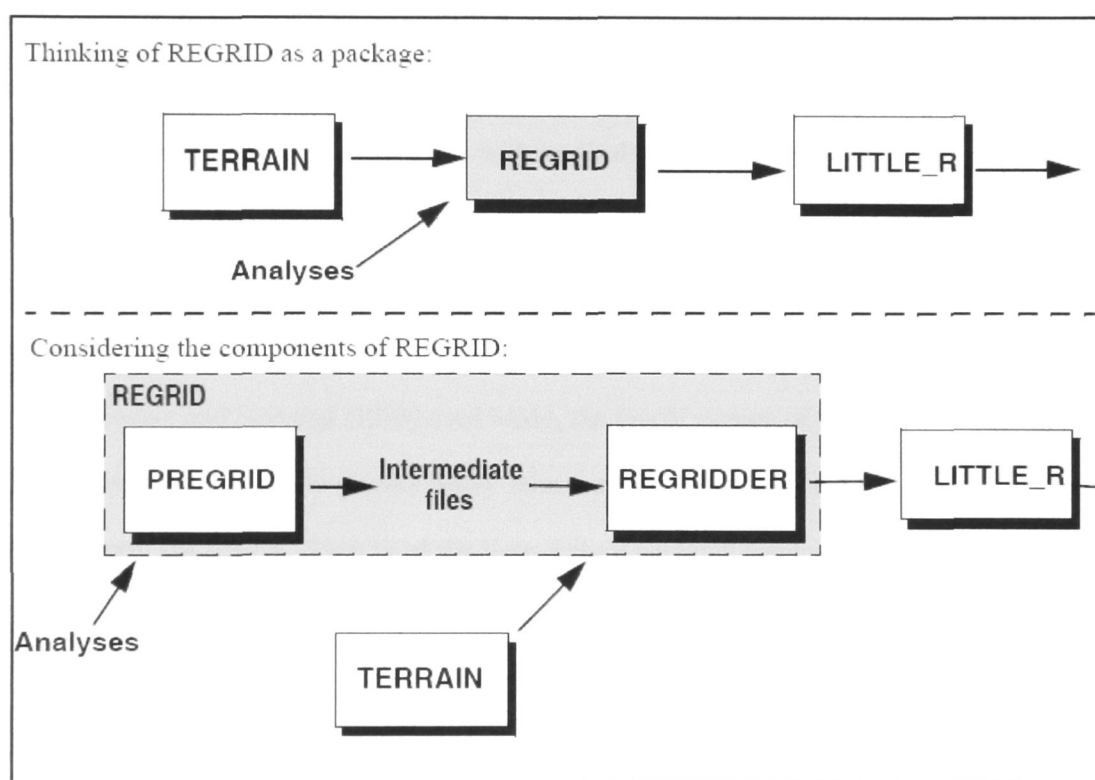 Thinking of REGRID as a package:
TERRAIN
REGRID
LITTLE_R
Analyses
Considering the components of REGRID:
REGRID
PREGRID
Intermediate
files
REGRIDDER
LITTLE_R
Analyses
TERRAIN